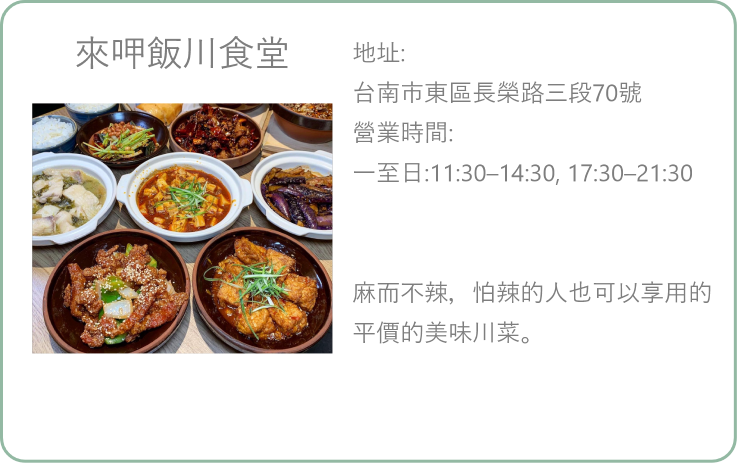 來呷飯川食堂
地址:
台南市東區長榮路三段70號
營業時間:
一至日:11:30–14:30, 17:30–21:30
麻而不辣，怕辣的人也可以享用的
平價的美味川菜。